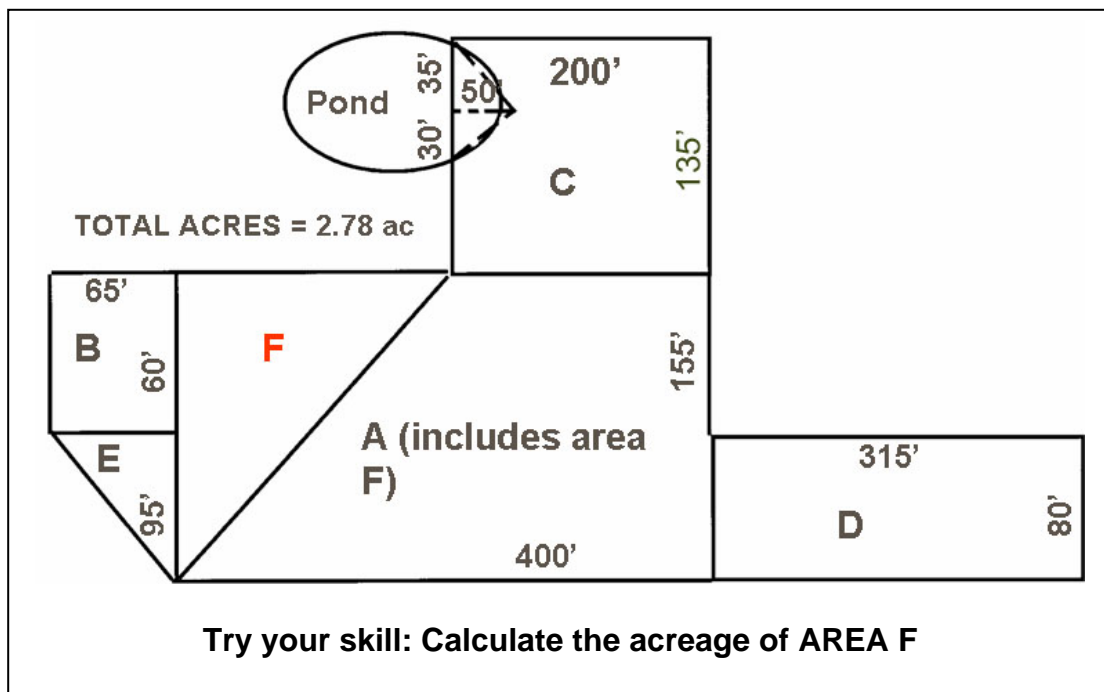 200’
35’
50’
Pond
30’
135’
C
TOTAL ACRES = 2.78 ac
65’
B
60’
F
155’
A (includes area
F)
E
95’
315’
D
80’
400’
Try your skill: Calculate the acreage of AREA F